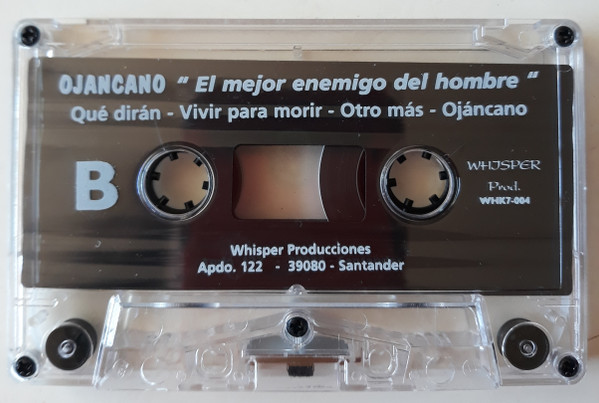 OJANCANO " El mejor enemigo del hombre "
Qué dirán - Vivir para morir - Otro más - Ojáncano
B
WHISPER
Prod.
WHK7-004
Whisper Producciones
Apdo. 122 - 39080 - Santander